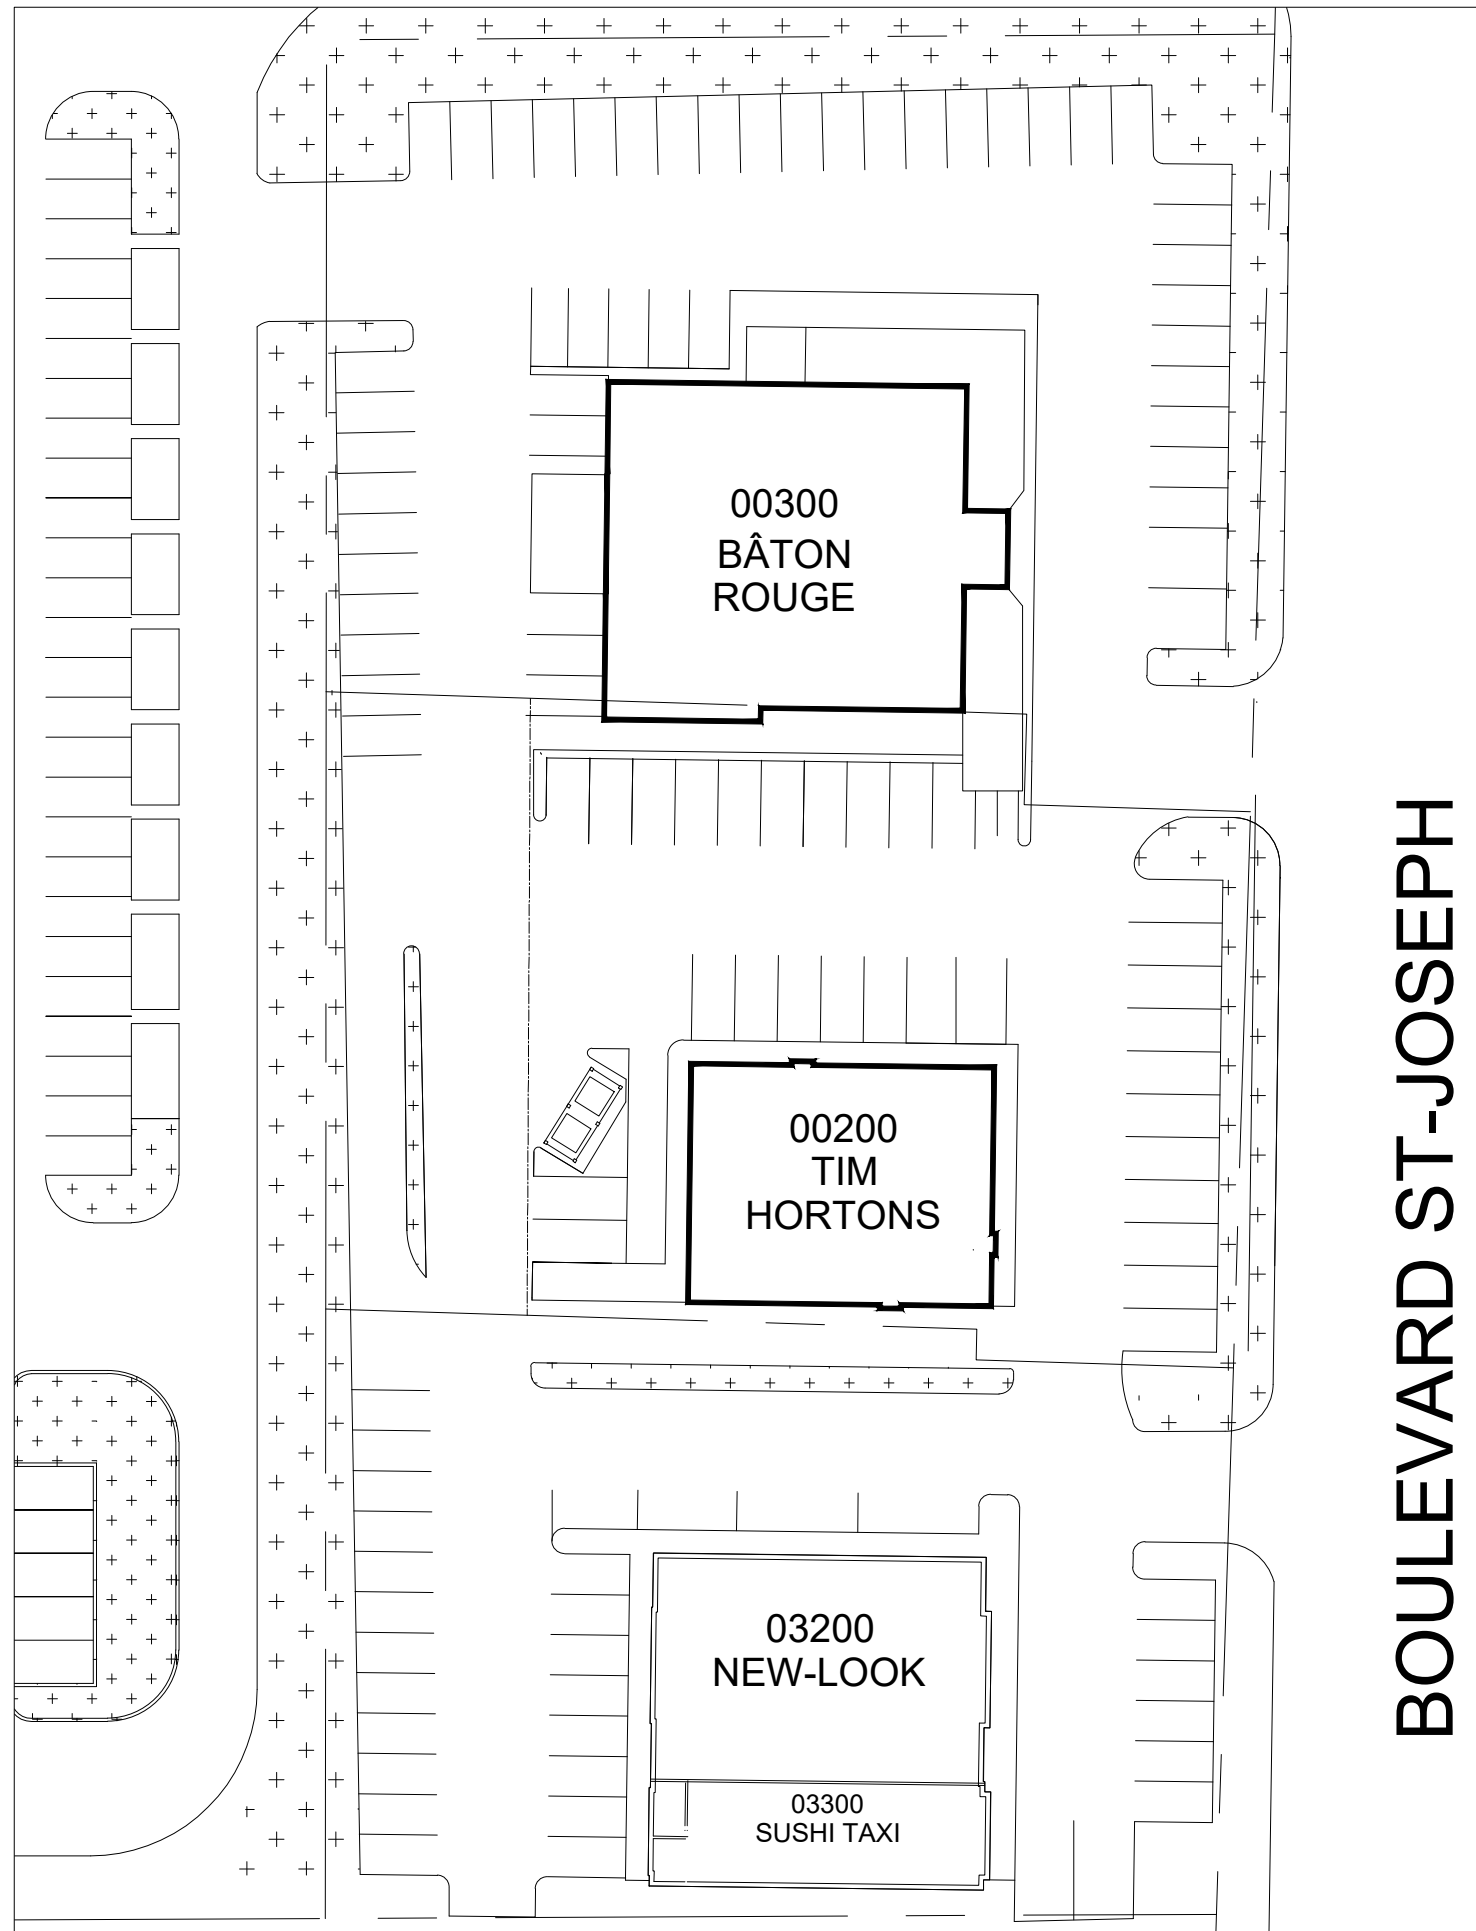 00300
BÂTON
ROUGE
00200
TIM
HORTONS
03200
NEW-LOOK
03300
SUSHI TAXI
BOULEVARD ST-JOSEPH